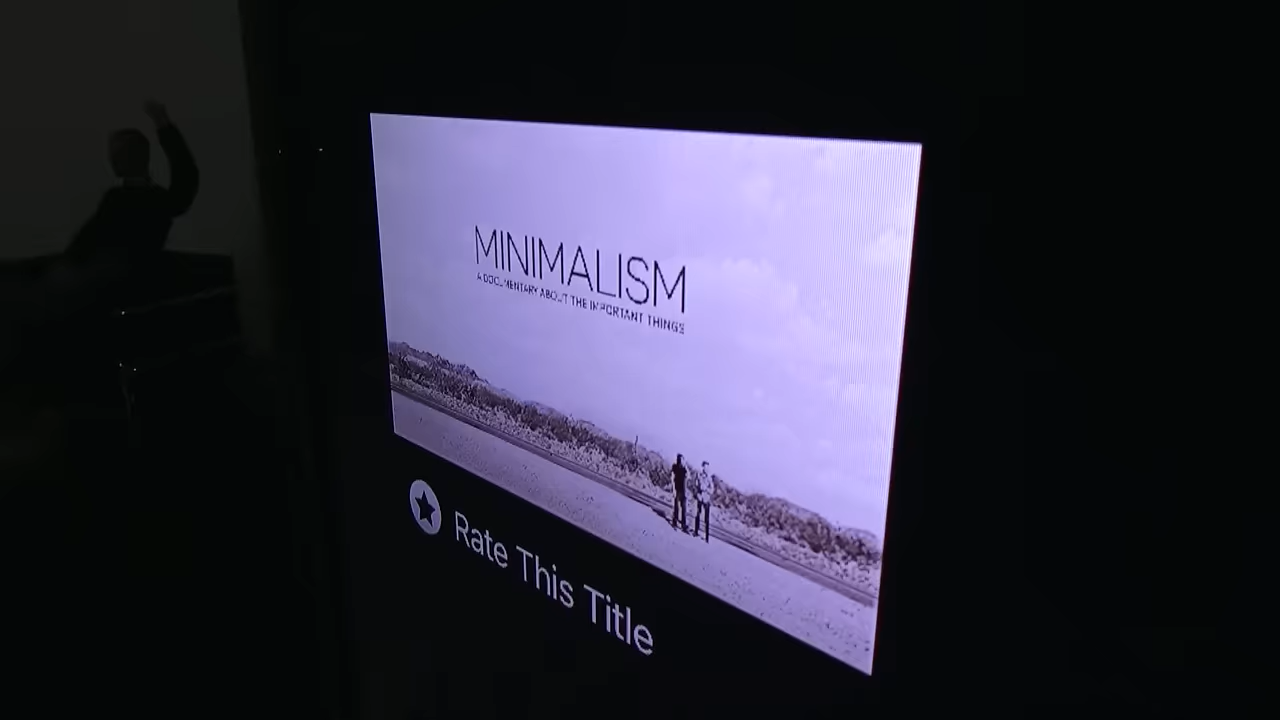 MINIMALISM
A DOCUMENTARY ABOUT THE IMPORTANT THINGS
Rate This Title